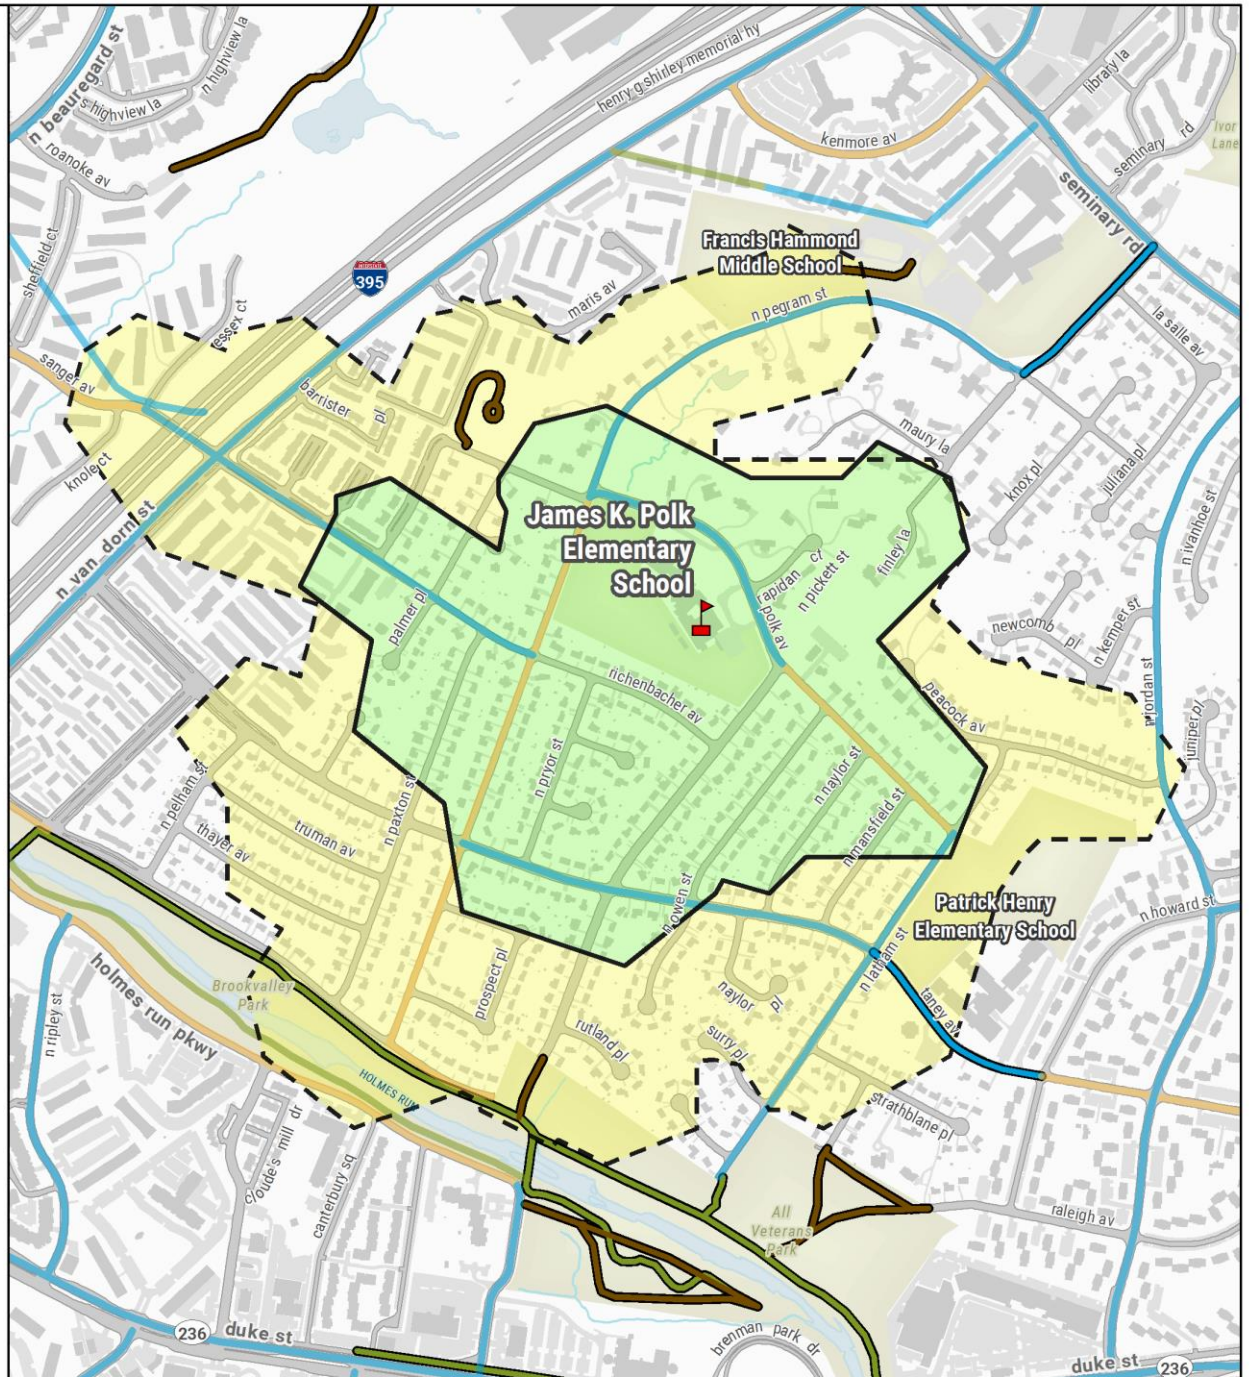 n beauregard st
s highview la
n highview la
roanoke av
sheffield ct
henry g shirley memorial hy
kenmore av
library la
seminary rd
Ivor
Lane
seminary rd
INTERSTATE
395
Francis Hammond
Middle School
maris av
n pegram st
la salle av
essex ct
sanger av
barrister
pl
knole ct
maury la
knox pl
juliana pl
n ivanhoe st
n van dorn st
James K. Polk
Elementary
School
rapidan ct
n pickett st
finley la
polk av
palmer pl
newcomb pl
n kemper st
richenbacher av
peacock av
n jordan st
juniper pl
n pryor st
n naylor st
n pelham st
n paxton st
thayer av
truman av
n mansfield st
n owen st
Patrick Henry
Elementary School
n howard st
n latham st
Brookvalley
Park
holmes run pkwy
n ripley st
prospect pl
naylor
pl
taney av
rutland pl
surry pl
HOLMES RUN
strathblane pl
cloude's mill dr
canterbury sq
All
Veterans
Park
raleigh av
236
duke st
brenman park dr
duke st
236